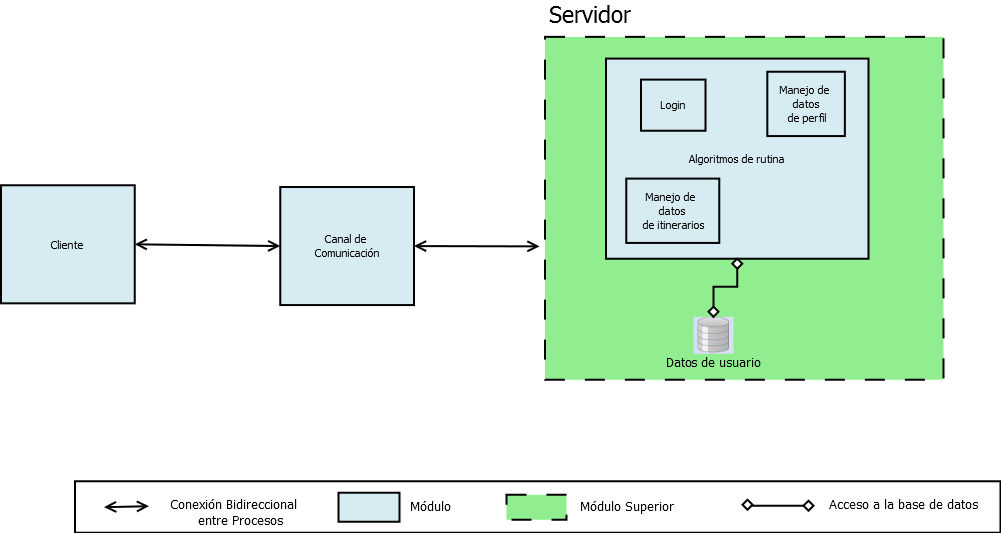 Servidor
Login
Manejo de
datos
de perfil
Algoritmos de rutina
Manejo de
datos
de itinerarios
Cliente
Canal de
Comunicación
Datos de usuario
Conexión Bidireccional
entre Procesos
Módulo
Módulo Superior
Acceso a la base de datos